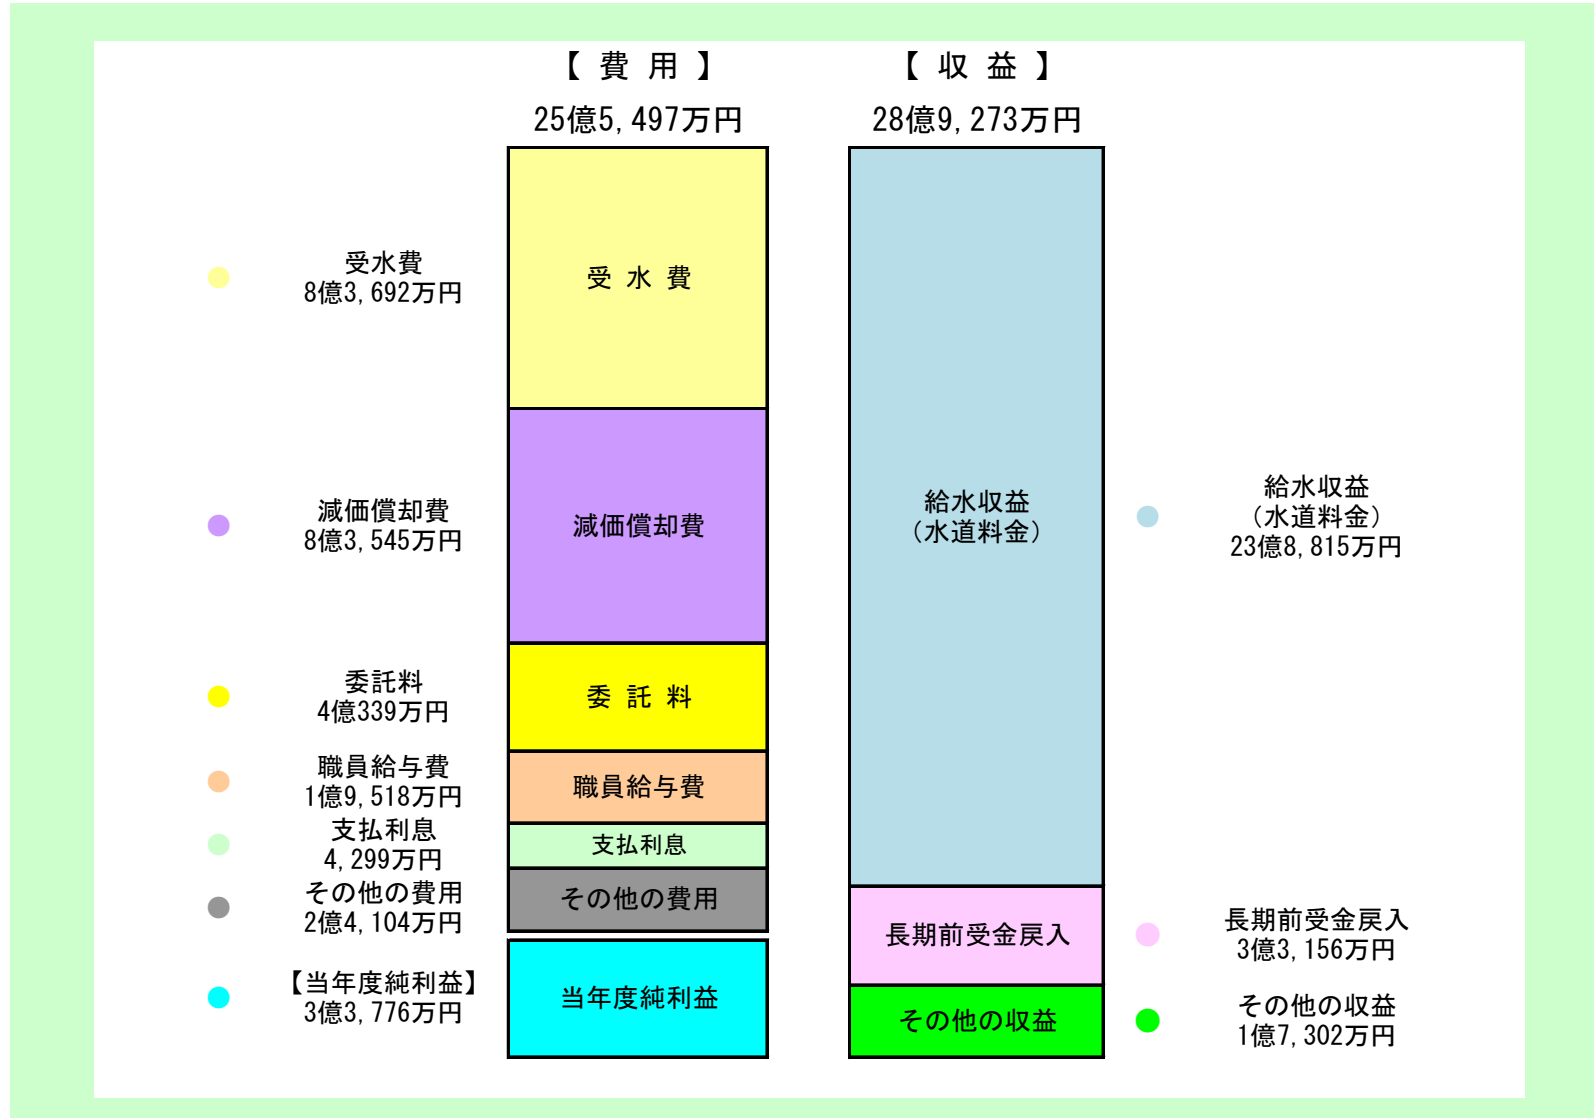 【 費 用 】
25億5,497万円
【 収 益 】
28億9,273万円
受水費
8億3,692万円
受 水 費
減価償却費
8億3,545万円
減価償却費
委託料
4億339万円
委 託 料
職員給与費
1億9,518万円
職員給与費
支払利息
4,299万円
支払利息
その他の費用
2億4,104万円
その他の費用
【当年度純利益】
3億3,776万円
当年度純利益
給水収益
（水道料金）
給水収益
（水道料金）
23億8,815万円
長期前受金戻入
長期前受金戻入
3億3,156万円
その他の収益
その他の収益
1億7,302万円